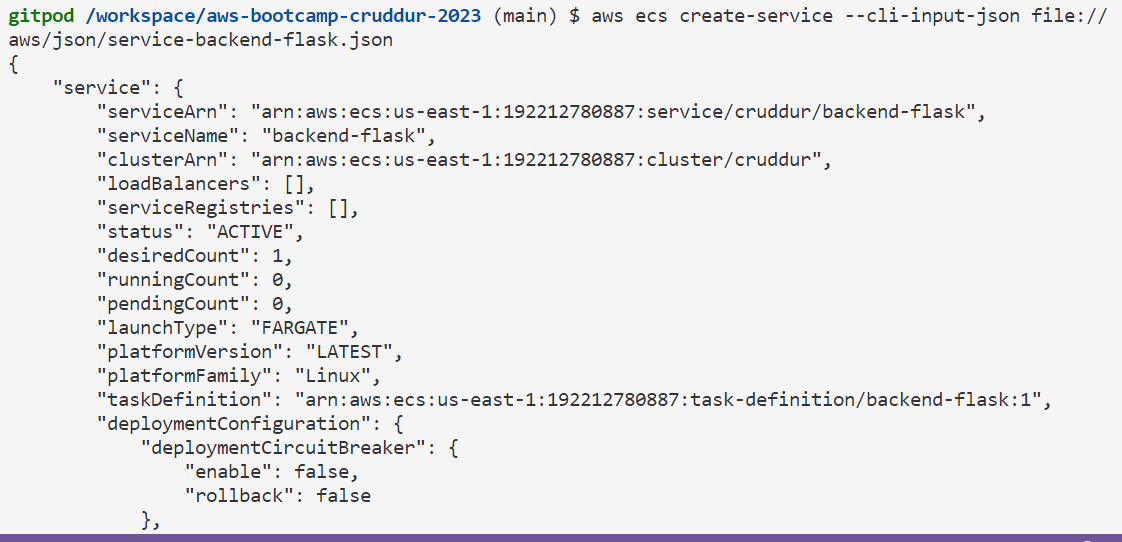 gitpod /workspace/aws-bootcamp-cruddur-2023 (main) $ aws ecs create-service --cli-input-json file://
aws/json/service-backend-flask.json
{
    "service": {
        "serviceArn": "arn:aws:ecs:us-east-1:192212780887:service/cruddur/backend-flask",
        "serviceName": "backend-flask",
        "clusterArn": "arn:aws:ecs:us-east-1:192212780887:cluster/cruddur",
        "loadBalancers": [],
        "serviceRegistries": [],
        "status": "ACTIVE",
        "desiredCount": 1,
        "runningCount": 0,
        "pendingCount": 0,
        "launchType": "FARGATE",
        "platformVersion": "LATEST",
        "platformFamily": "Linux",
        "taskDefinition": "arn:aws:ecs:us-east-1:192212780887:task-definition/backend-flask:1",
        "deploymentConfiguration": {
            "deploymentCircuitBreaker": {
                "enable": false,
                "rollback": false
            },